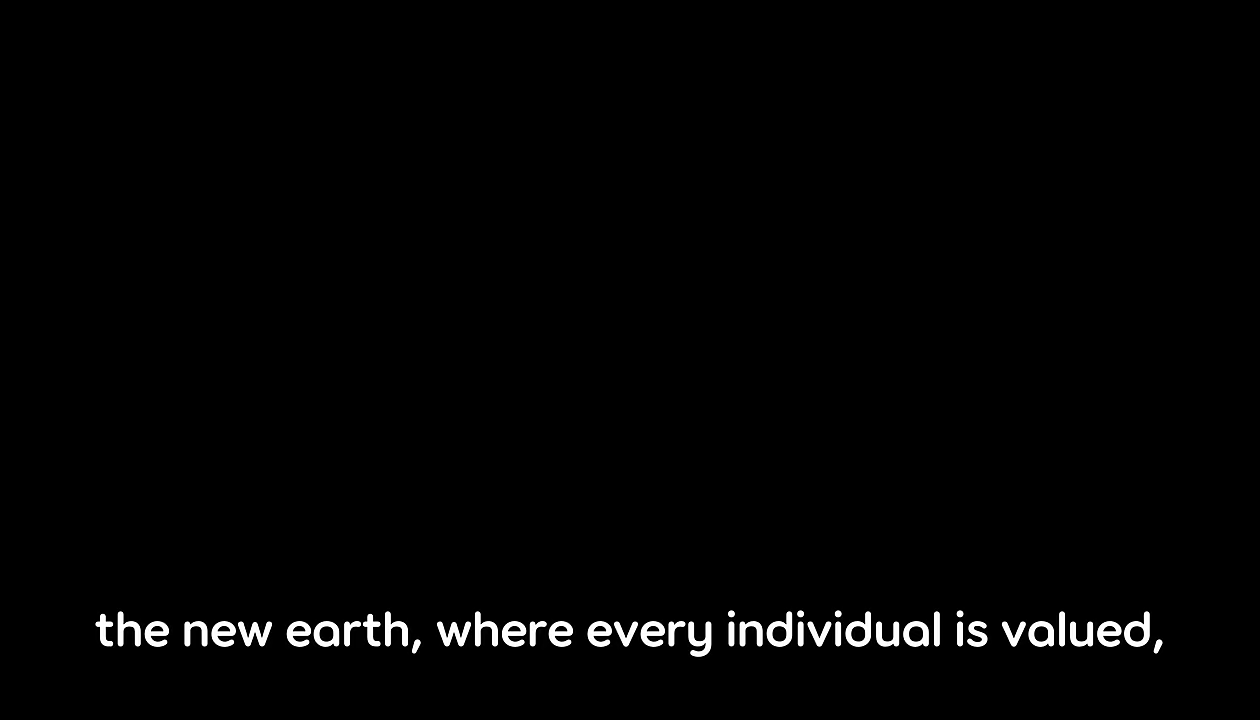 the new earth, where every individual is valued,